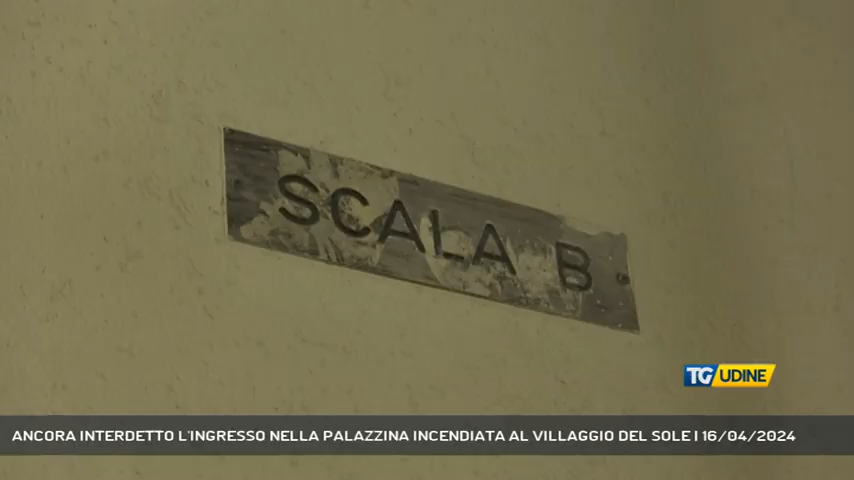 SCALA B
TG UDINE
ANCORA INTERDETTO L'INGRESSO NELLA PALAZZINA INCENDIATA AL VILLAGGIO DEL SOLE | 16/04/2024